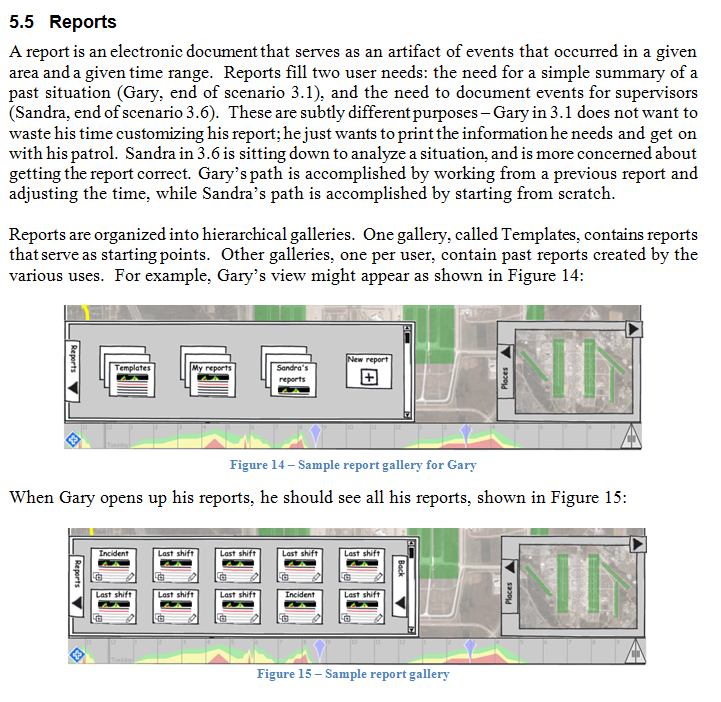 5.5 Reports
A report is an electronic document that serves as an artifact of events that occurred in a given
area and a given time range. Reports fill two user needs: the need for a simple summary of a
past situation (Gary, end of scenario 3.1), and the need to document events for supervisors
(Sandra, end of scenario 3.6). These are subtly different purposes – Gary in 3.1 does not want to
waste his time customizing his report; he just wants to print the information he needs and get on
with his patrol. Sandra in 3.6 is sitting down to analyze a situation, and is more concerned about
getting the report correct. Gary's path is accomplished by working from a previous report and
adjusting the time, while Sandra's path is accomplished by starting from scratch.
Reports are organized into hierarchical galleries. One gallery, called Templates, contains reports
that serve as starting points. Other galleries, one per user, contain past reports created by the
various uses. For example, Gary's view might appear as shown in Figure 14:
Reports
Templates
My reports
Sandra's
reports
New report
Places
Tuesday
Figure 14 – Sample report gallery for Gary
When Gary opens up his reports, he should see all his reports, shown in Figure 15:
Reports
Incident Last shift Last shift Last shift Last shift
Last shift Last shift Last shift Incident Last shift
Back
Places
Tuesday
Figure 15 – Sample report gallery